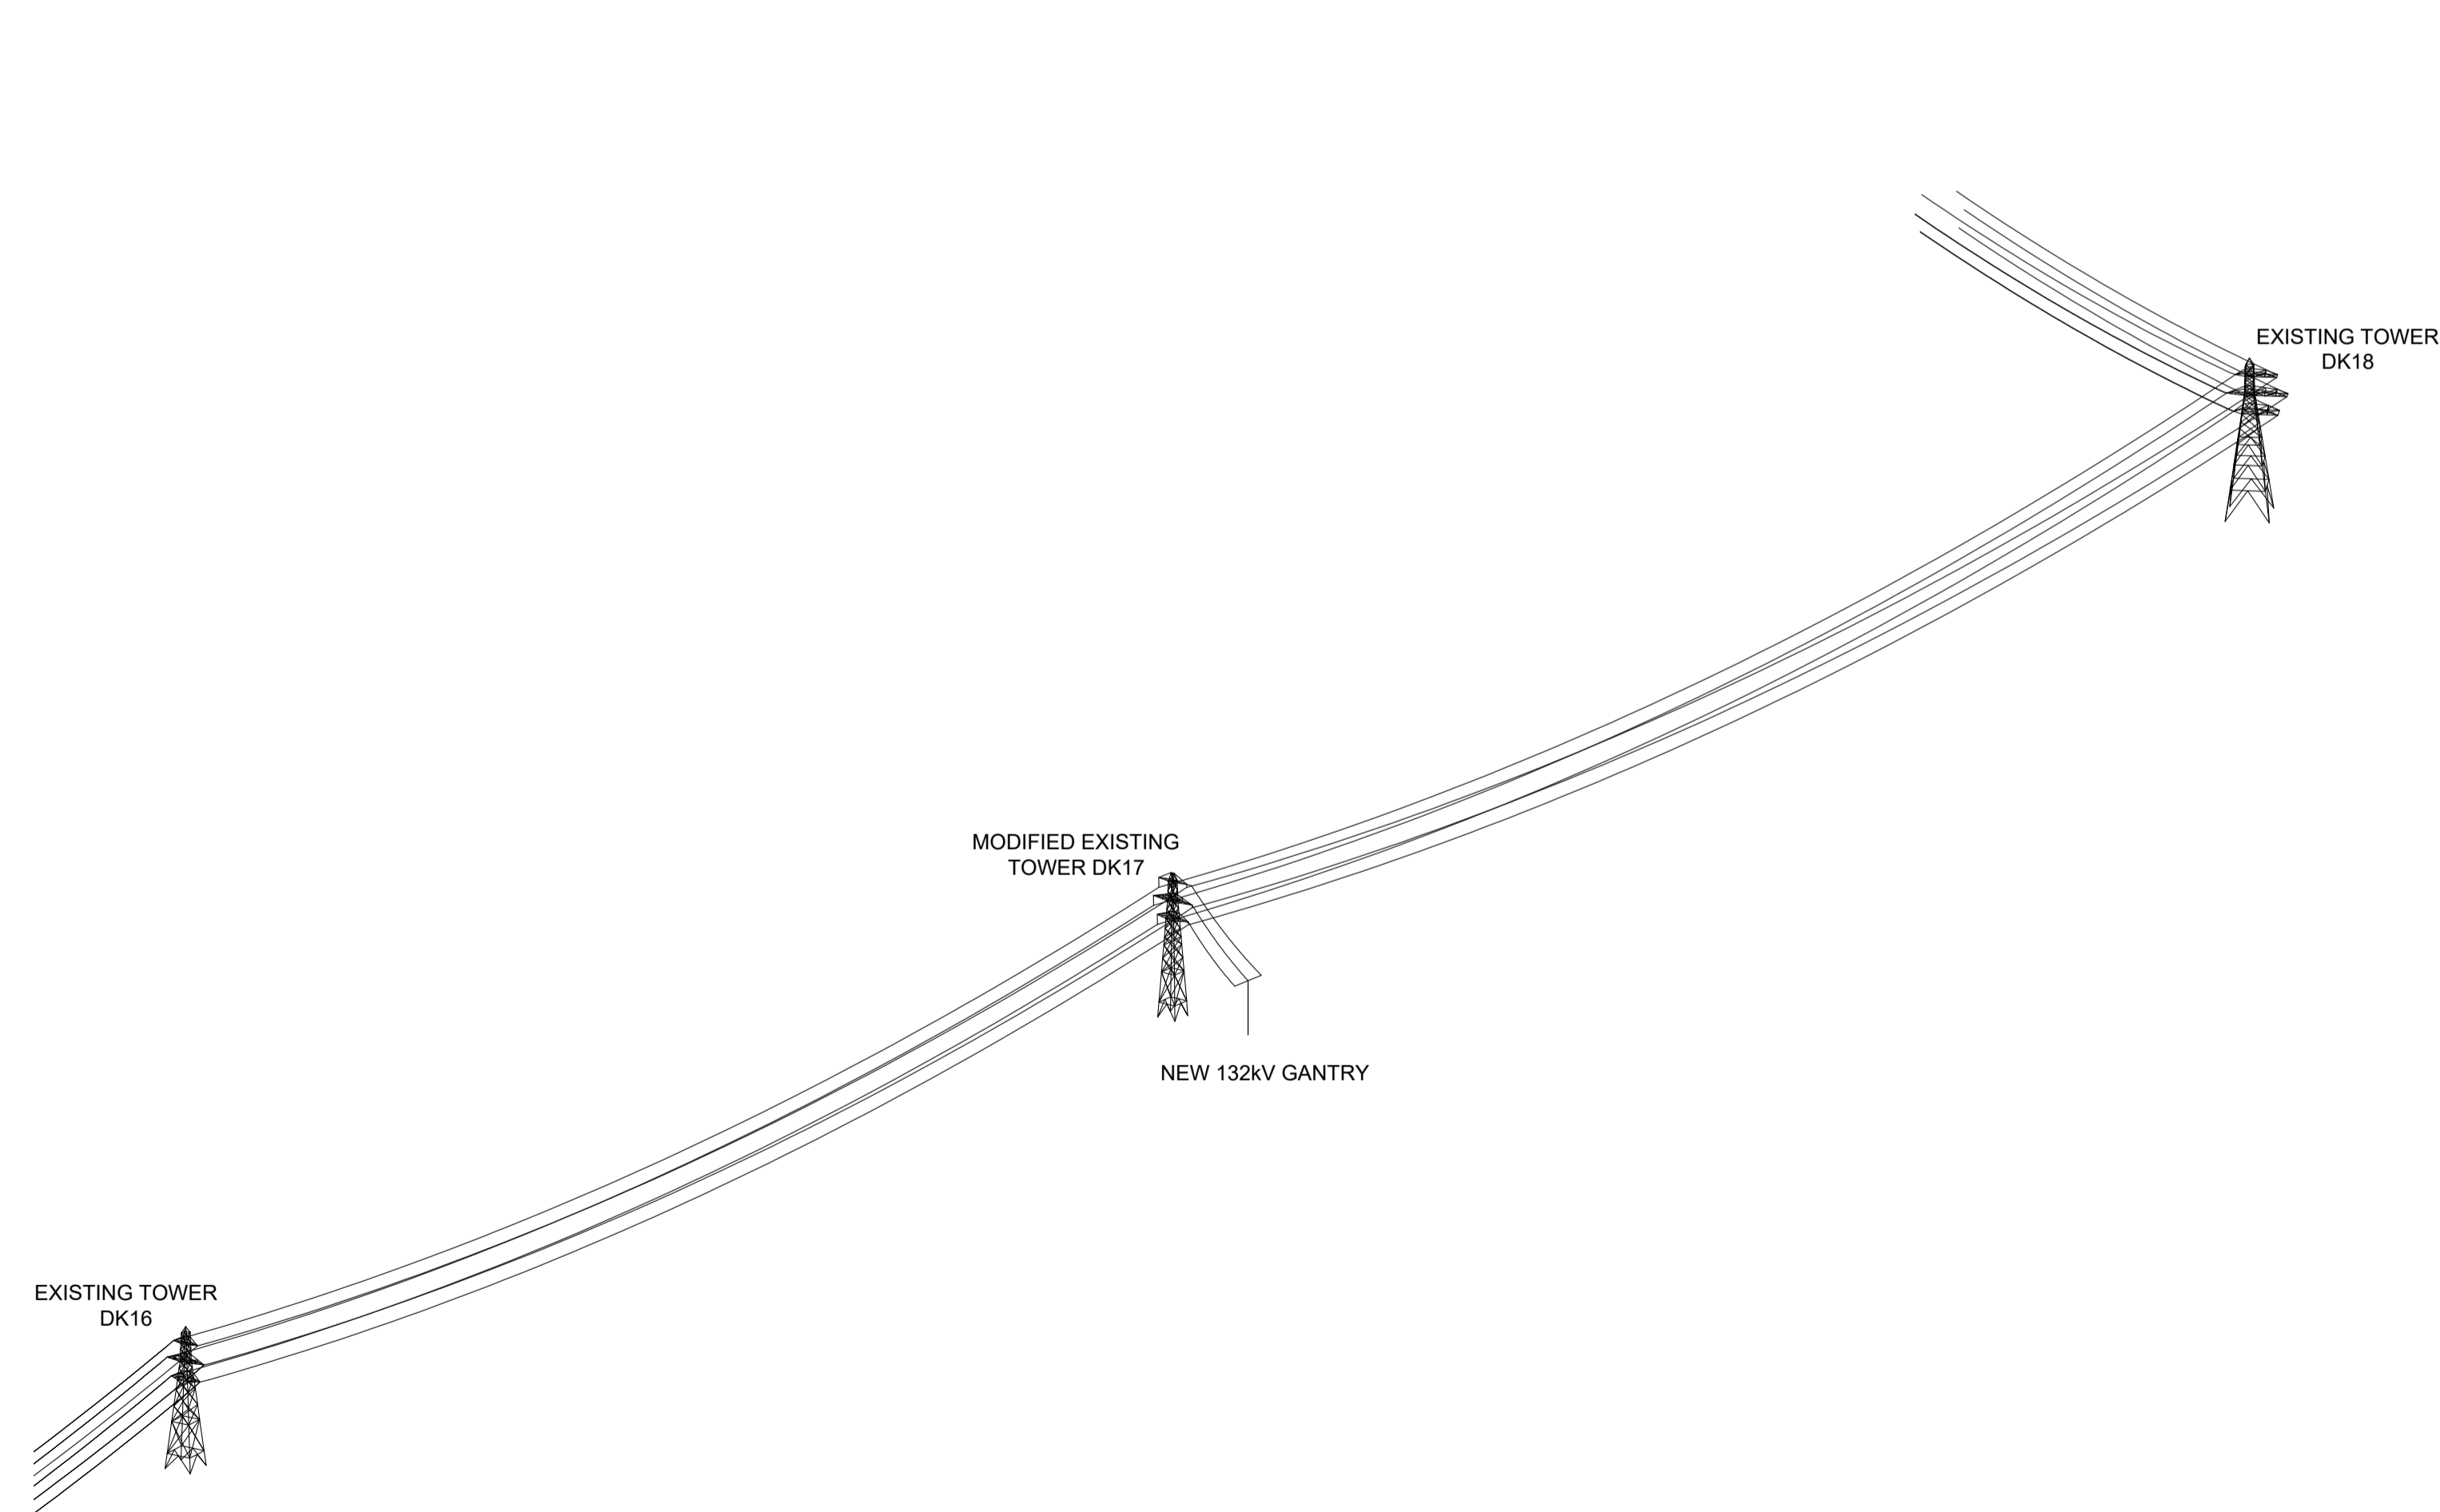 EXISTING TOWER
DK18
MODIFIED EXISTING
TOWER DK17
NEW 132kV GANTRY
EXISTING TOWER
DK16